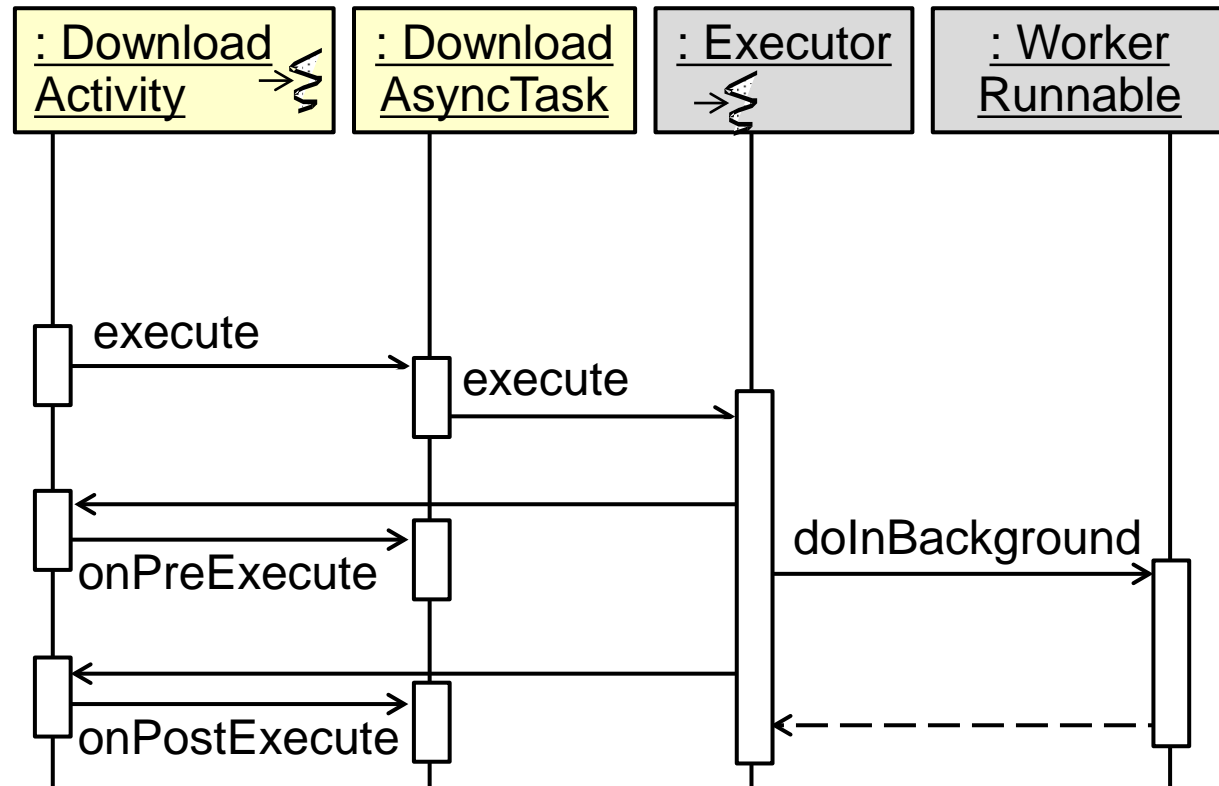 : Download
Activity
: Download
AsyncTask
: Executor
: Worker
Runnable
execute
execute
doInBackground
onPreExecute
onPostExecute